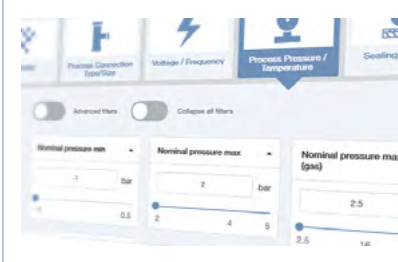 Process Connection
Type/Size
Voltage / Frequency
Process Pressure /
Temperature
Sealing
Advanced filters
Collapse all filters
Nominal pressure min
-1
bar
-1
0.5
Nominal pressure max
2
bar
2
4
5
Nominal pressure max
(gas)
2.5
2.5
16